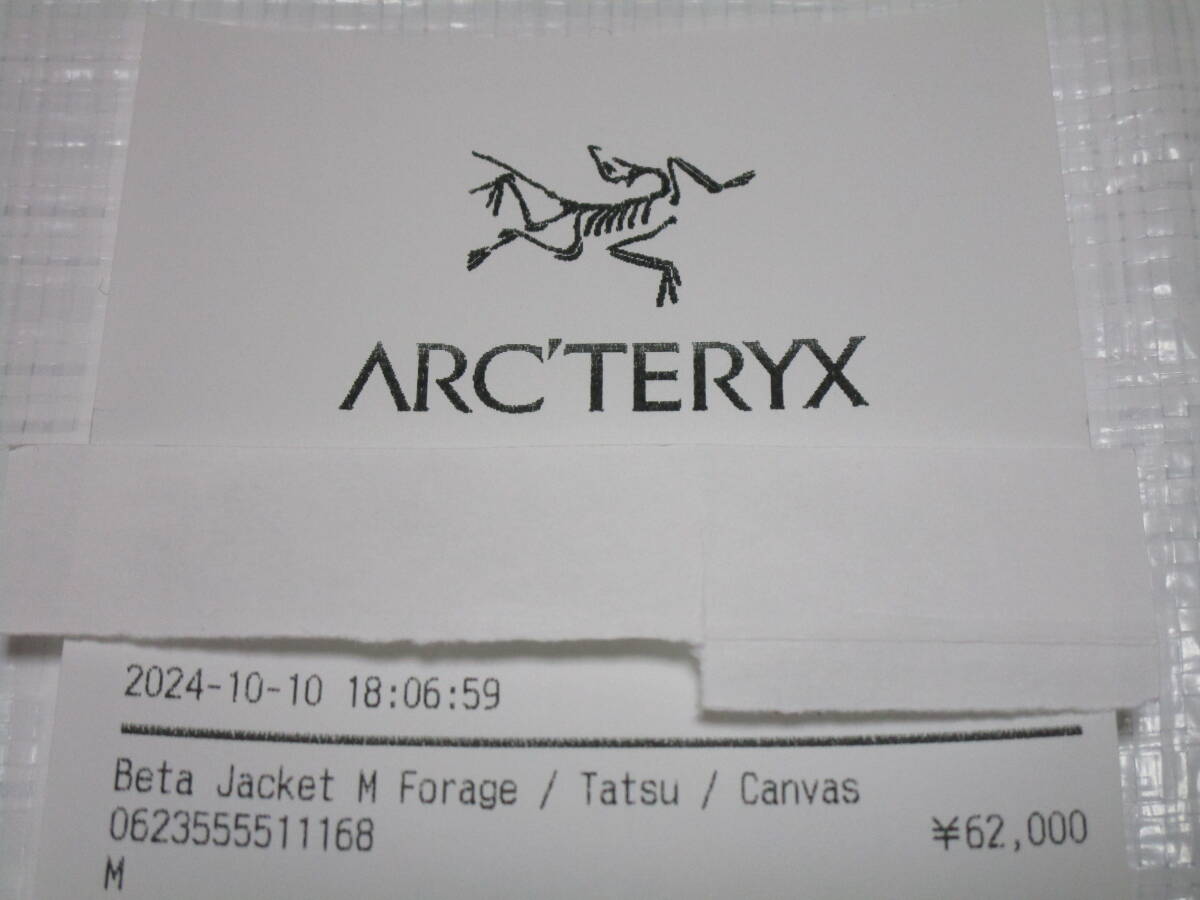 ARC'TERYX
2024-10-10 18:06:59
Beta Jacket M Forage / Tatsu / Canvas
0623555511168 ¥62,000
M